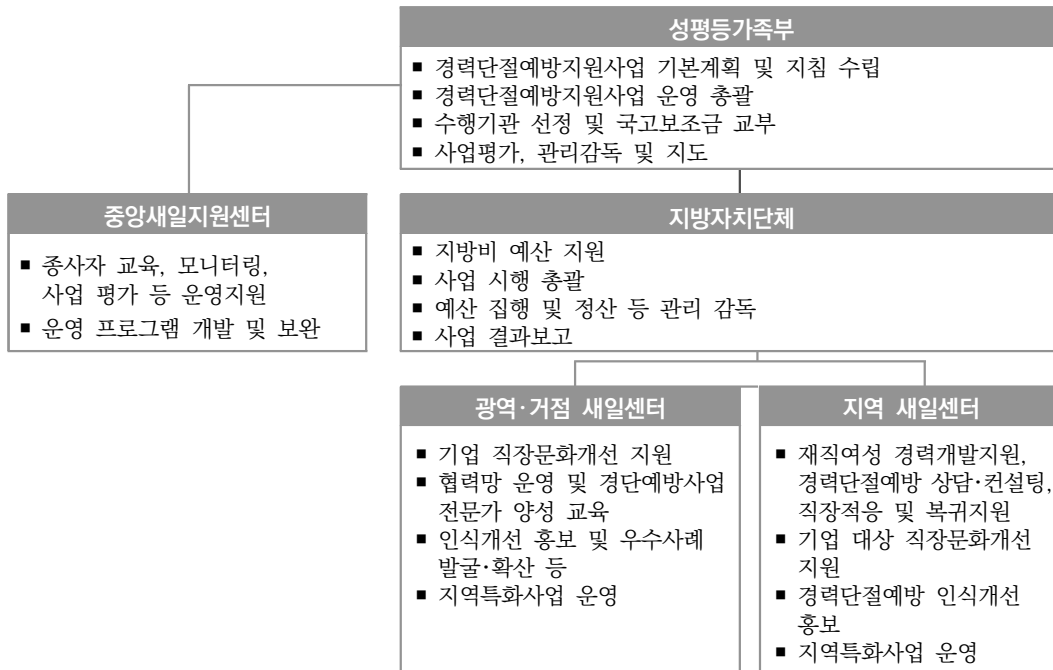 성평등가족부
▪ 경력단절예방지원사업 기본계획 및 지침 수립
▪ 경력단절예방지원사업 운영 총괄
▪ 수행기관 선정 및 국고보조금 교부
▪ 사업평가, 관리감독 및 지도
중앙새일지원센터
▪ 종사자 교육, 모니터링,
사업 평가 등 운영지원
▪ 운영 프로그램 개발 및 보완
지방자치단체
▪ 지방비 예산 지원
▪ 사업 시행 총괄
▪ 예산 집행 및 정산 등 관리 감독
▪ 사업 결과보고
광역·거점 새일센터
▪ 기업 직장문화개선 지원
▪ 협력망 운영 및 경단예방사업
전문가 양성 교육
▪ 인식개선 홍보 및 우수사례
발굴·확산 등
▪ 지역특화사업 운영
지역 새일센터
▪ 재직여성 경력개발지원,
경력단절예방 상담·컨설팅,
직장적응 및 복귀지원
▪ 기업 대상 직장문화개선
지원
▪ 경력단절예방 인식개선
홍보
▪ 지역특화사업 운영